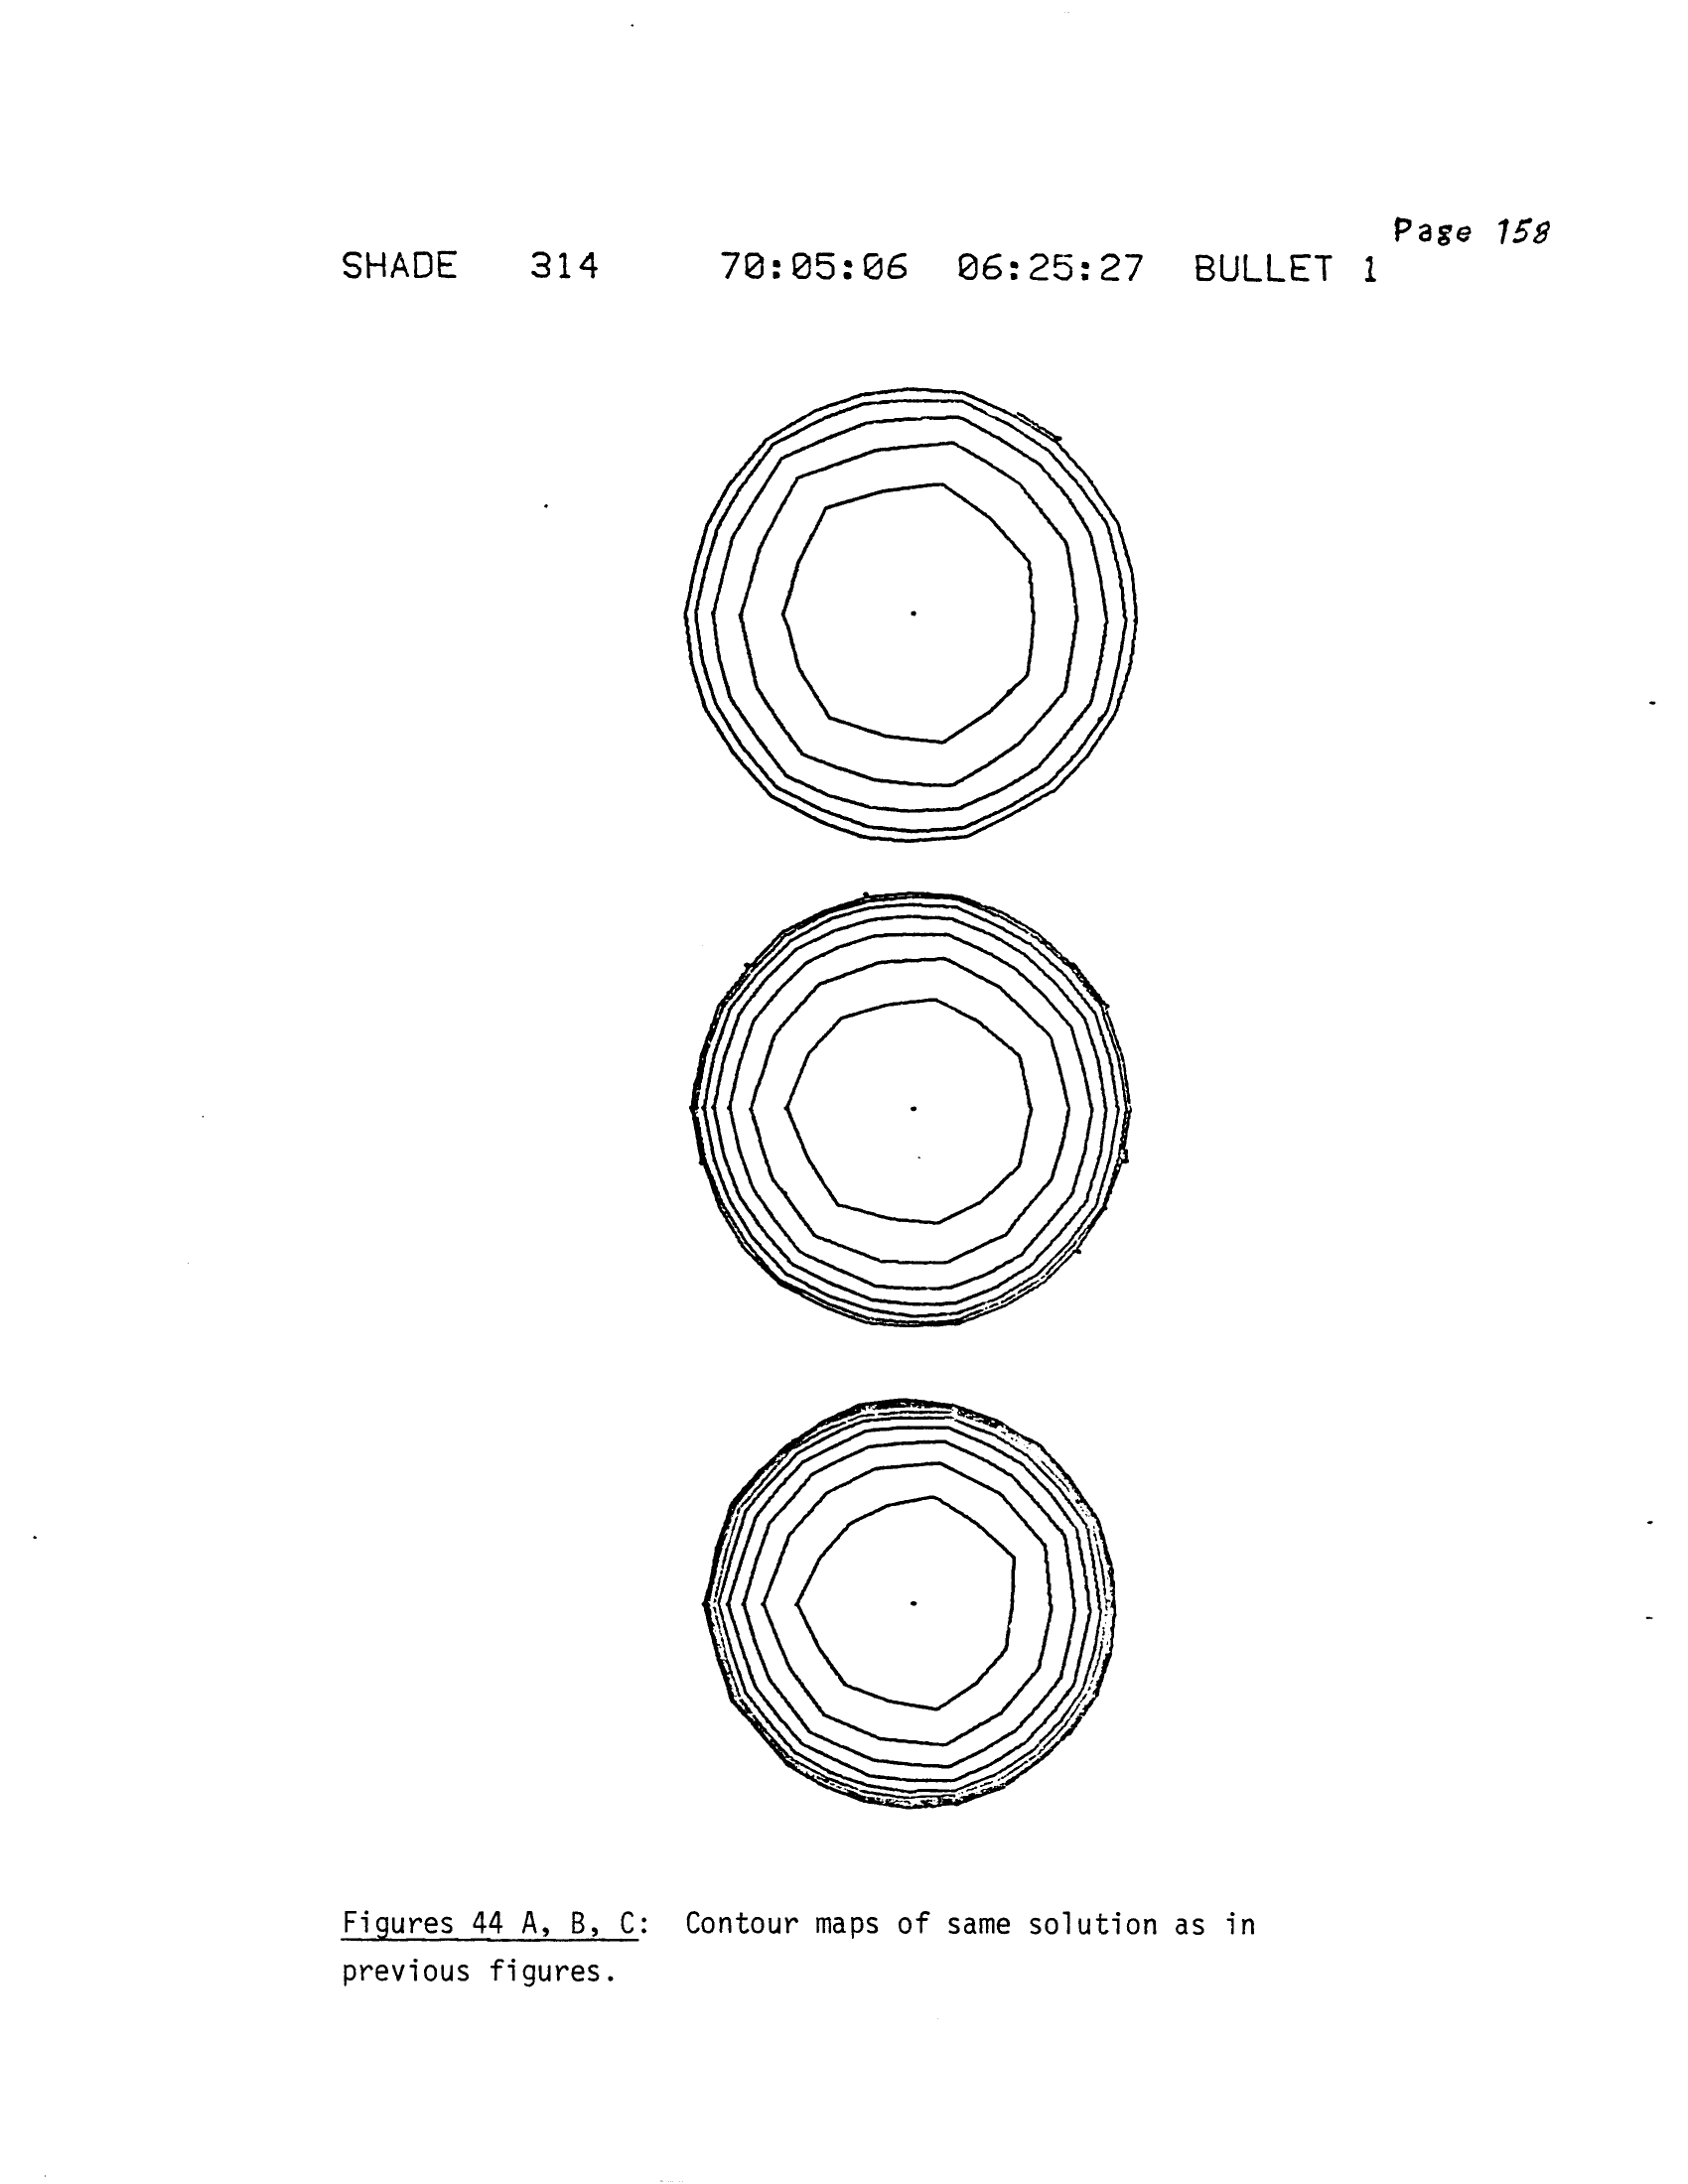 Page 158
SHADE 314 70:05:06 06:25:27 BULLET 1
Figures 44 A, B, C: Contour maps of same solution as in
previous figures.